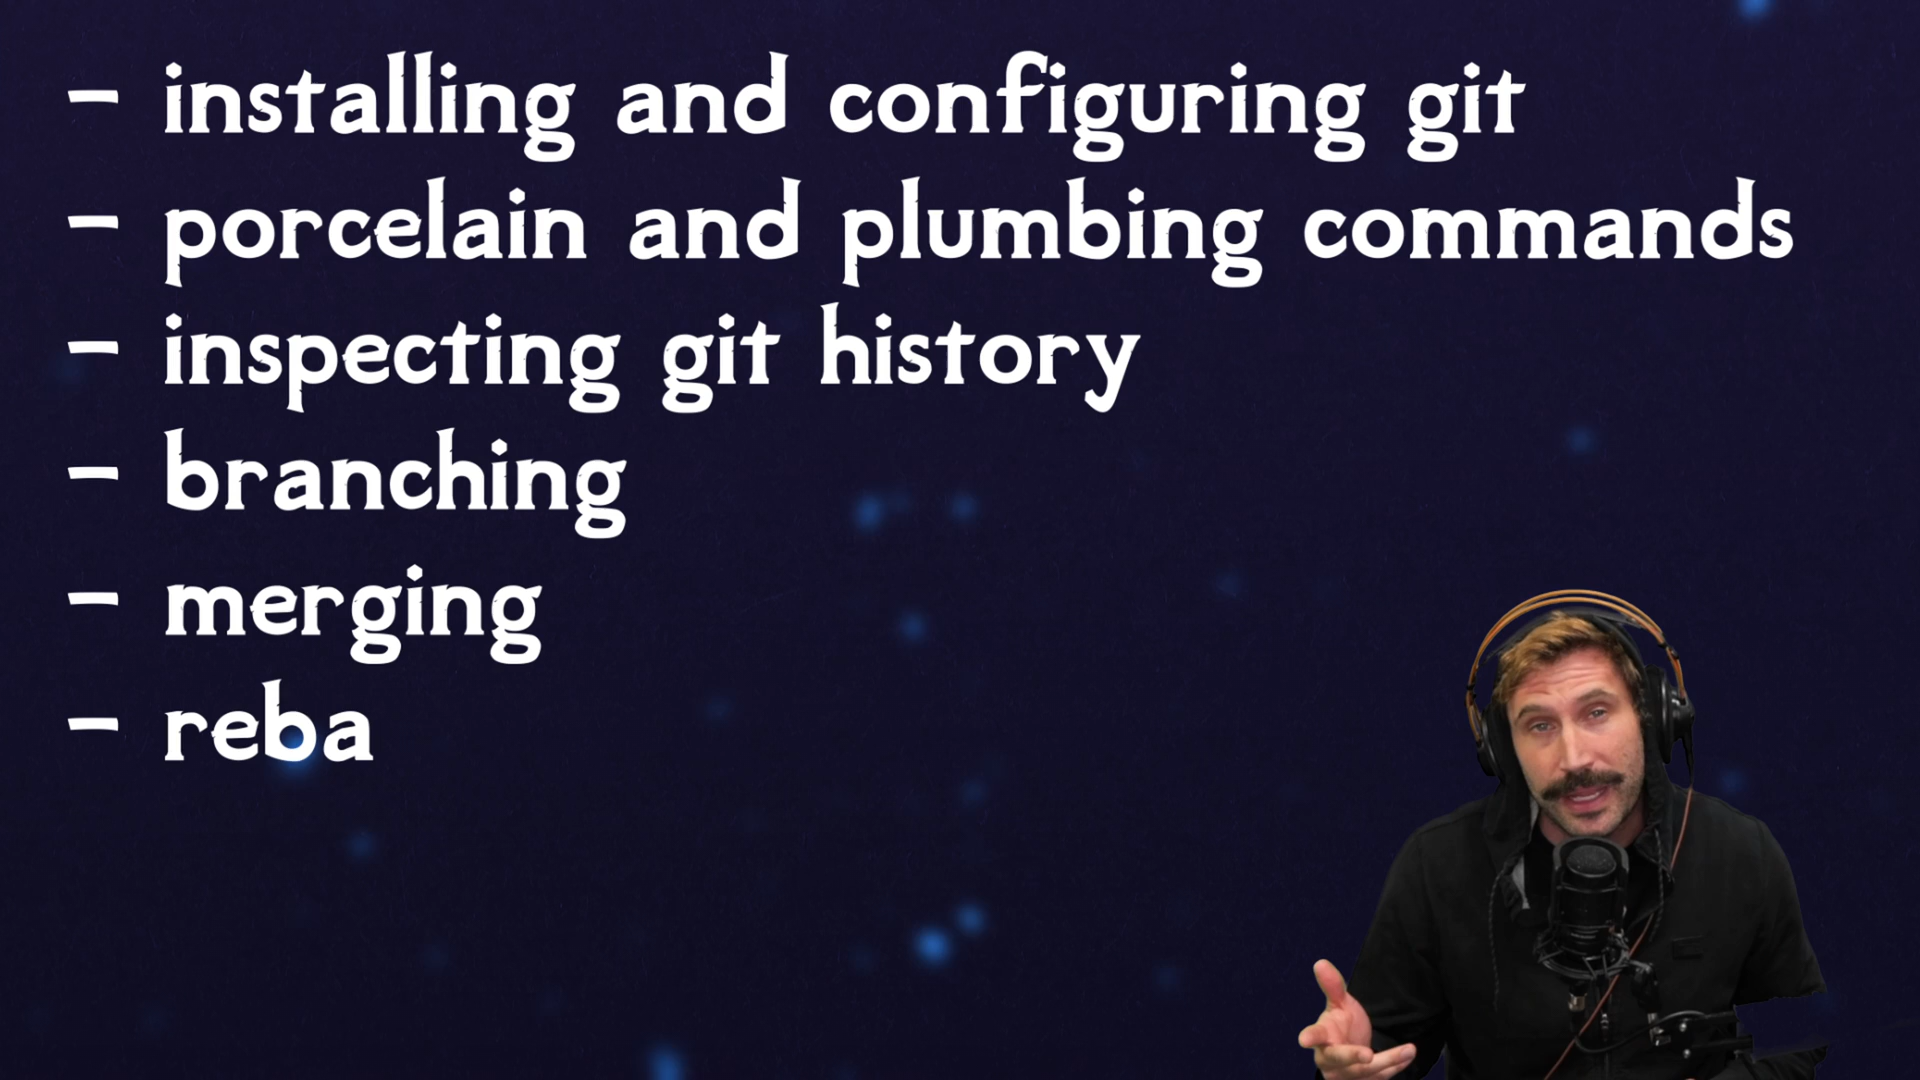 - installing and configuring git
- porcelain and plumbing commands
- inspecting git history
- branching
- merging
- reba